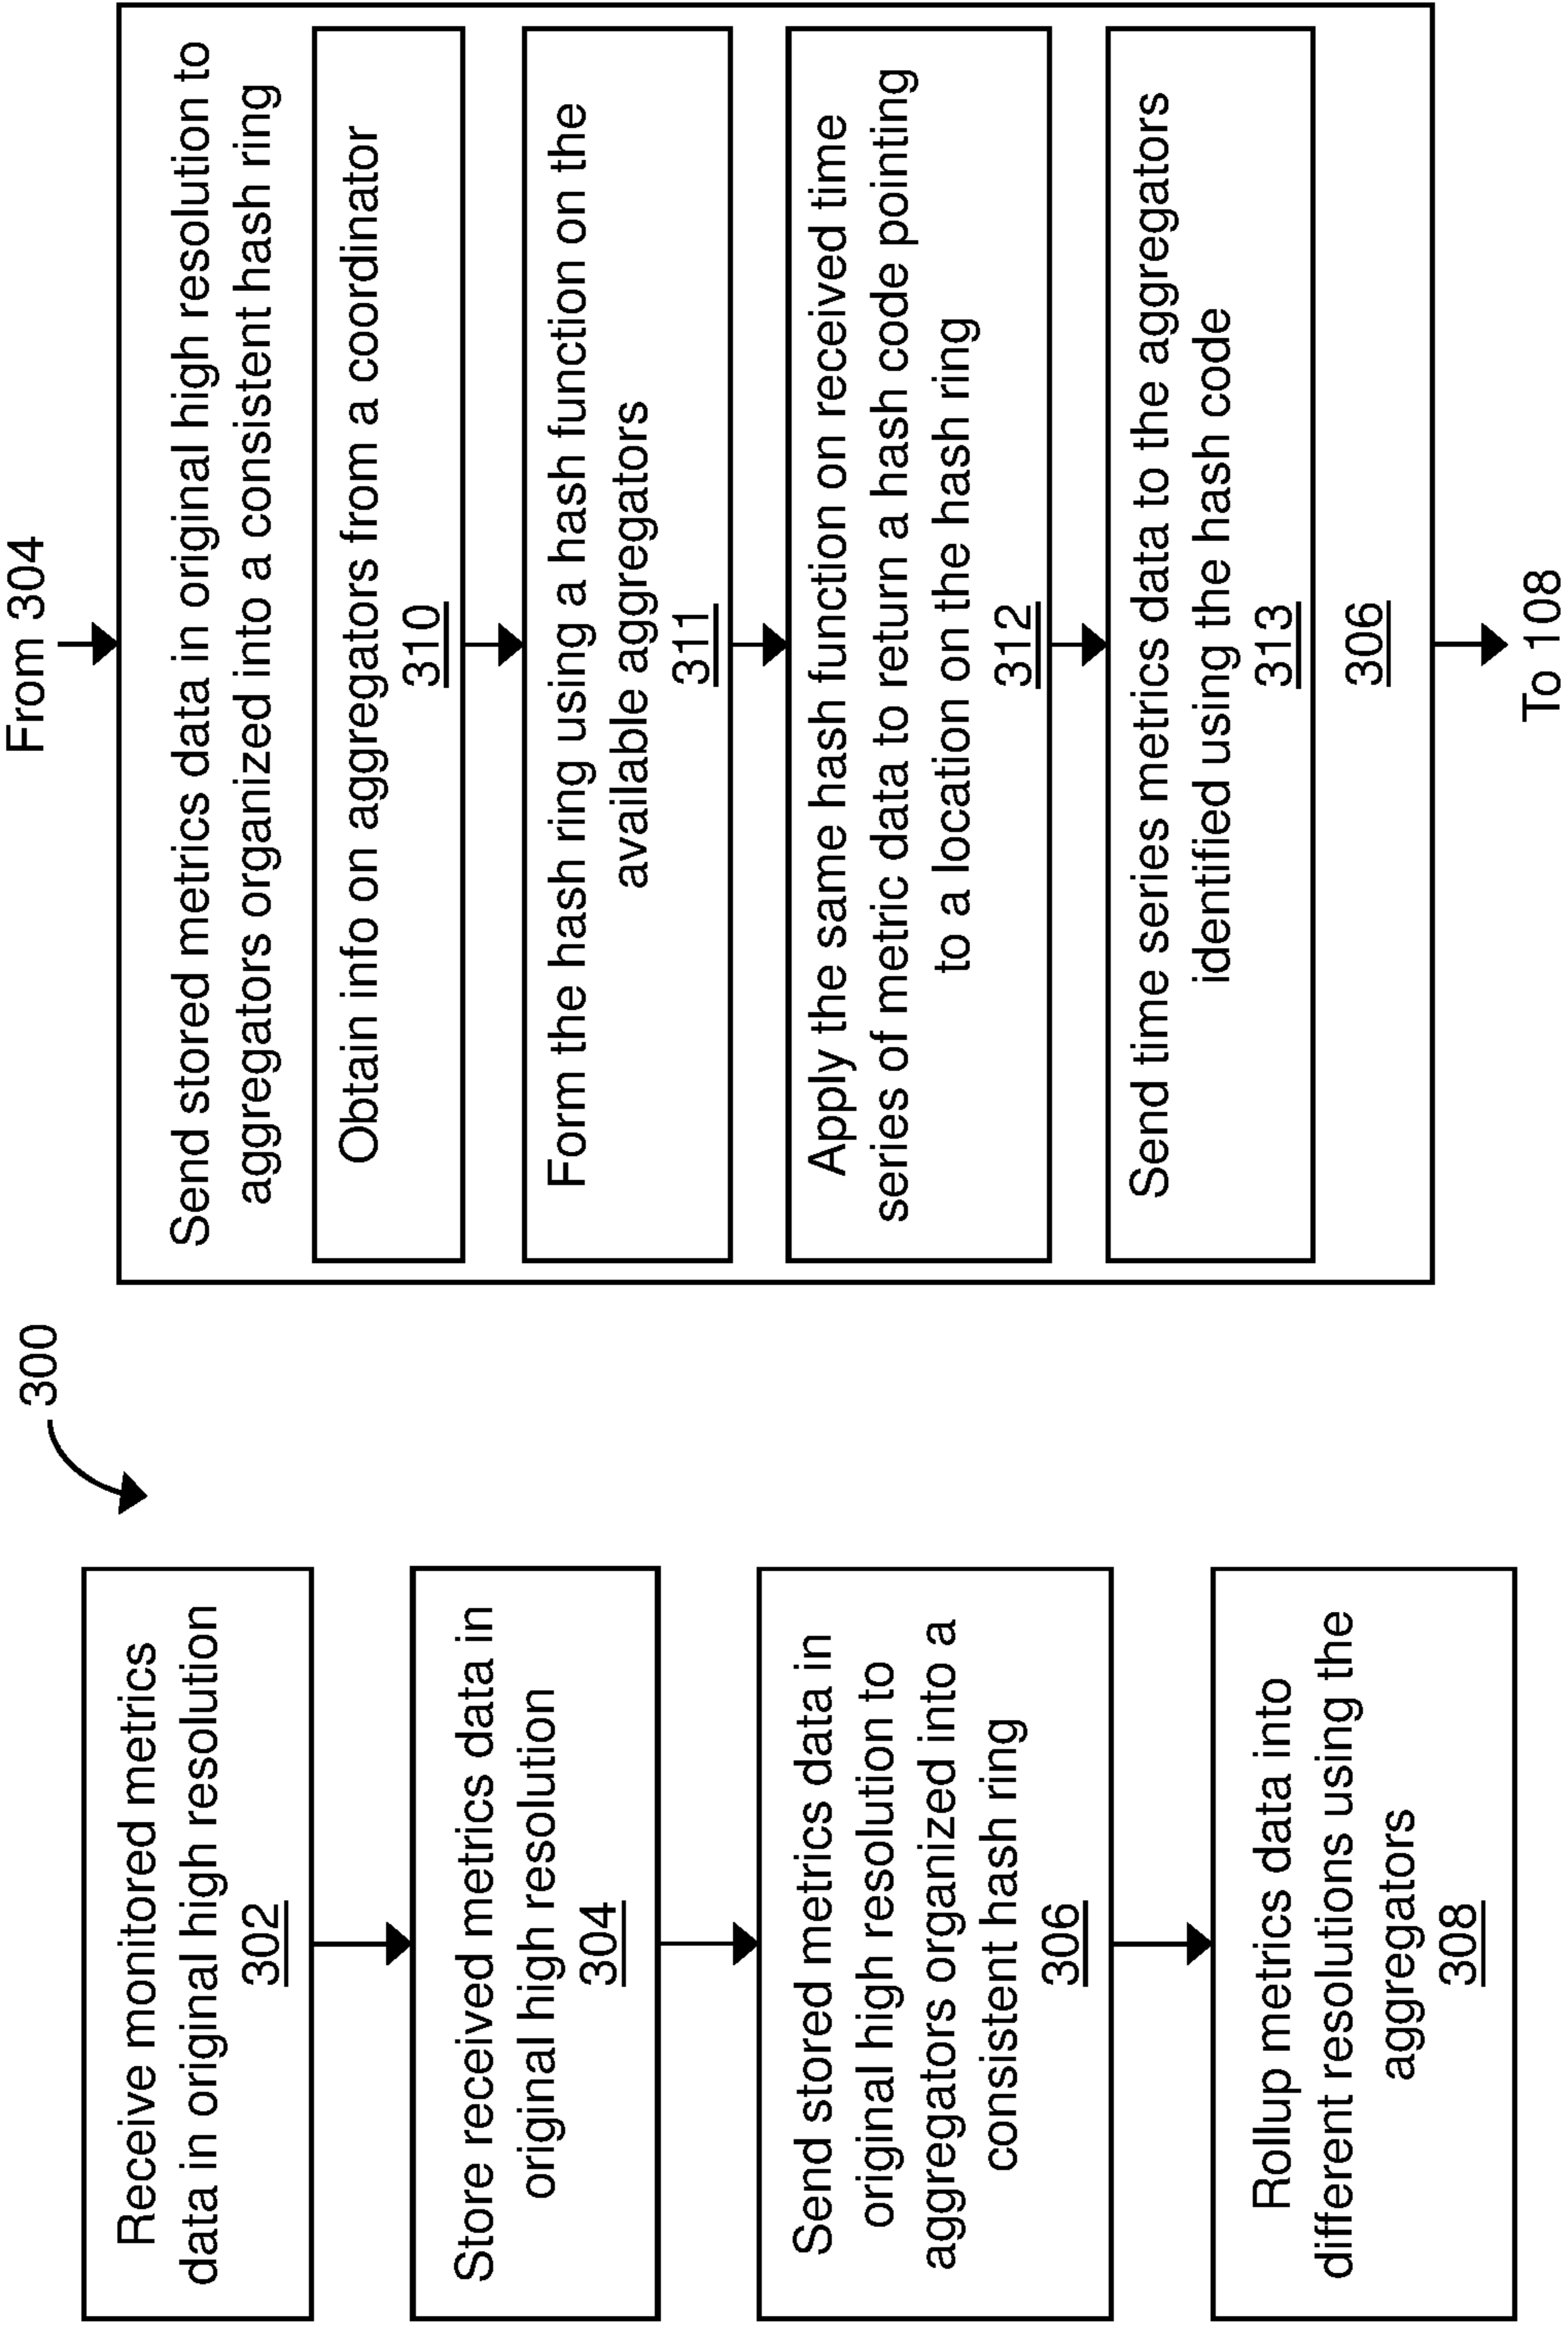 300
Receive monitored metrics
data in original high resolution
302
Store received metrics data in
original high resolution
304
Send stored metrics data in
original high resolution to
aggregators organized into a
consistent hash ring
306
Rollup metrics data into
different resolutions using the
aggregators
308
From 304
Send stored metrics data in original high resolution to
aggregators organized into a consistent hash ring
Obtain info on aggregators from a coordinator
310
Form the hash ring using a hash function on the
available aggregators
311
Apply the same hash function on received time
series of metric data to return a hash code pointing
to a location on the hash ring
312
Send time series metrics data to the aggregators
identified using the hash code
313
306
To 108